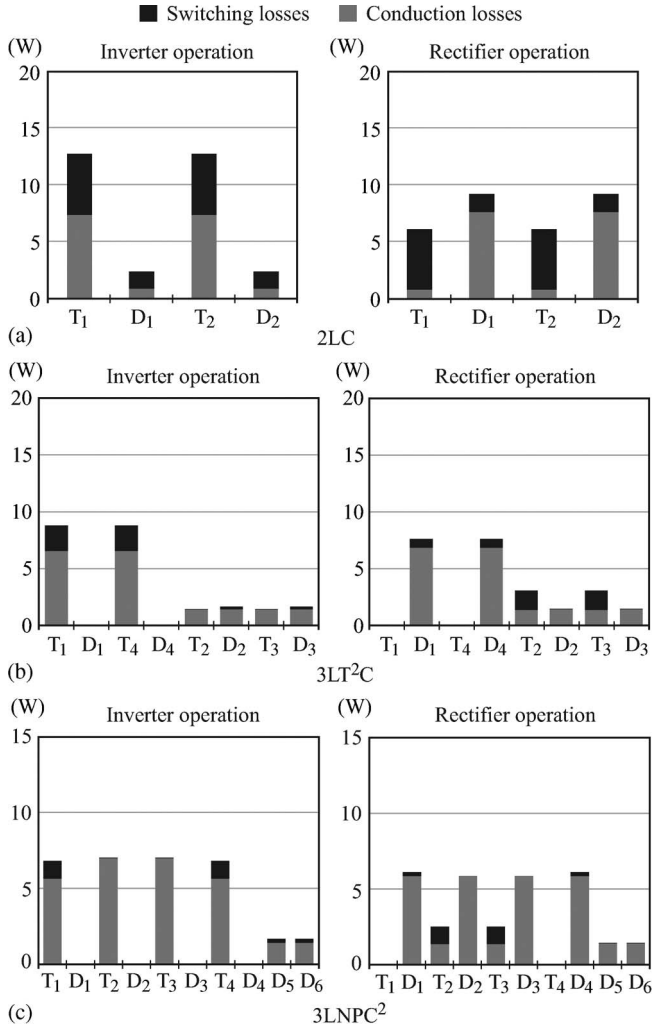 Switching losses Conduction losses
(a) (W) Inverter operation (W) Rectifier operation
20 20
15 15
10 10
5 5
0 0
T1 D1 T2 D2 T1 D1 T2 D2
(a) 2LC
(W) Inverter operation (W) Rectifier operation
20 20
15 15
10 10
5 5
0 0
T1 D1 T4 D4 T2 D2 T3 D3 T1 D1 T4 D4 T2 D2 T3 D3
(b) 3LT²C
(W) Inverter operation (W) Rectifier operation
15 15
10 10
5 5
0 0
T1 D1 T2 D2 T3 D3 T4 D4 D5 D6 T1 D1 T2 D2 T3 D3 T4 D4 D5 D6
(c) 3LNPC²